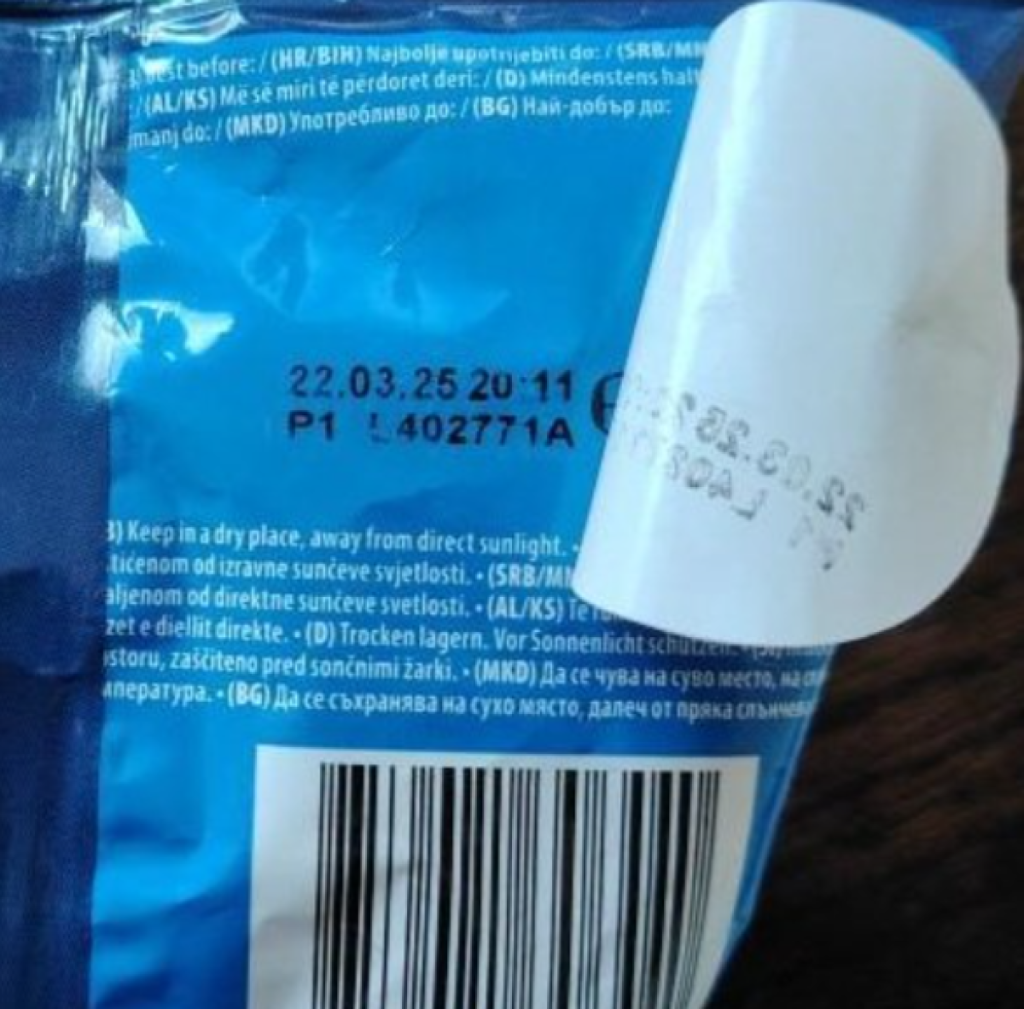 best before: / (HR/BIH) Najbolje upotrijebiti do: / (SRB/MN
/ (AL/KS) Më së miri të përdoret deri: / (D) Mindenstens halt
manj do: / (MKD) Употребливо до: / (BG) Най-добър до:
22.03.25 20:11
P1 L402771A
Keep in a dry place, away from direct sunlight. •
tićenom od izravne sunčeve svjetlosti. • (SRB/MN
aljenom od direktne sunčeve svetlosti. • (AL/KS) Të
zet e diellit direkte. • (D) Trocken lagern. Vor Sonnenlicht schützen. •
storu, zaščiteno pred sončnimi žarki. • (MKD) Да се чува на суво место, на
мпература. • (BG) Да се съхранява на сухо място, далеч от пряка слънчева
22.03.25
P1 L402